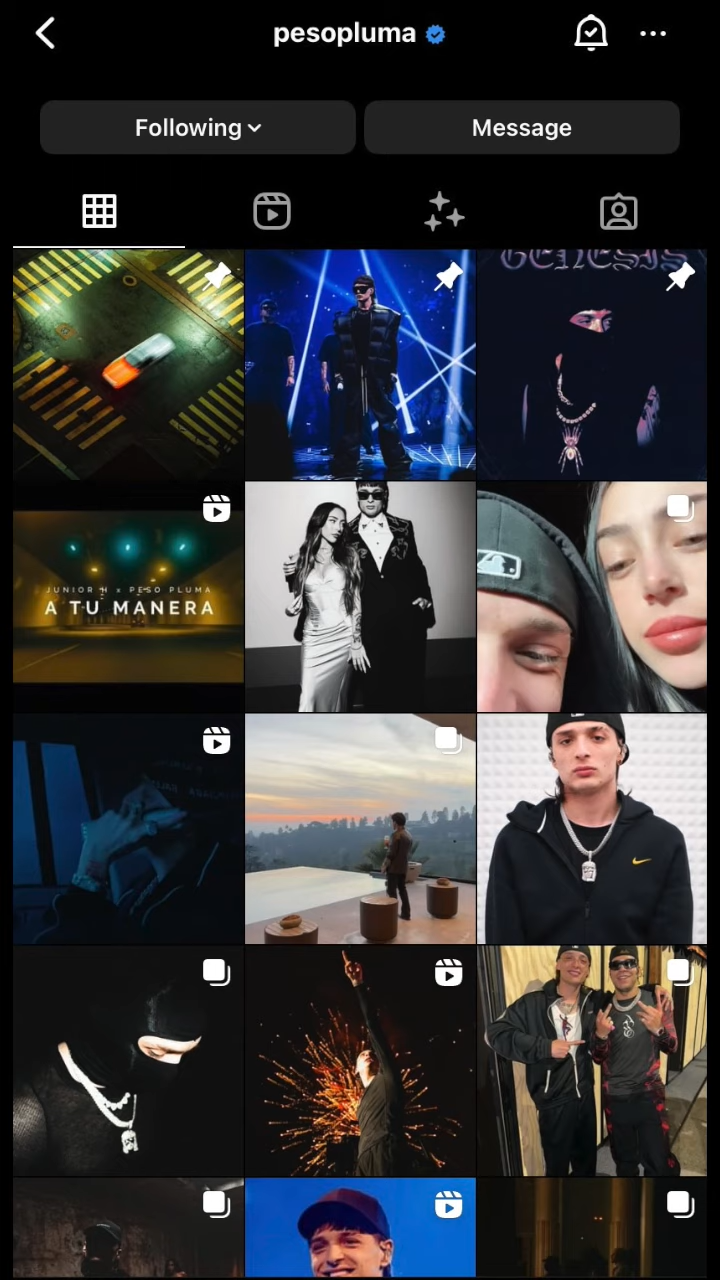 pesopluma
Following
Message
GENESIS
JUNIOR H x PESO PLUMA
A TU MANERA